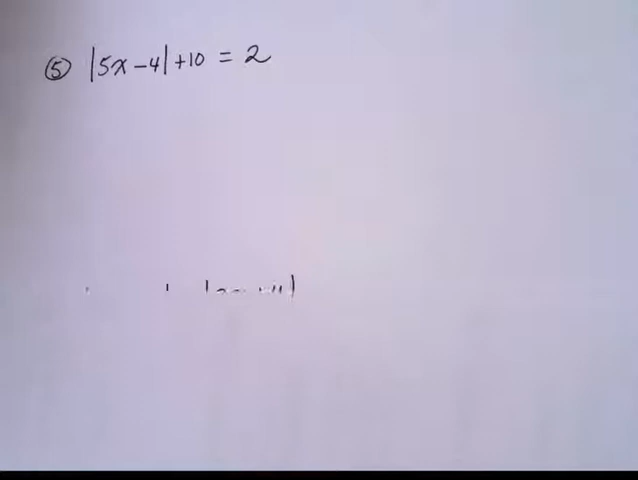 ⑤ |5x-4|+10 = 2